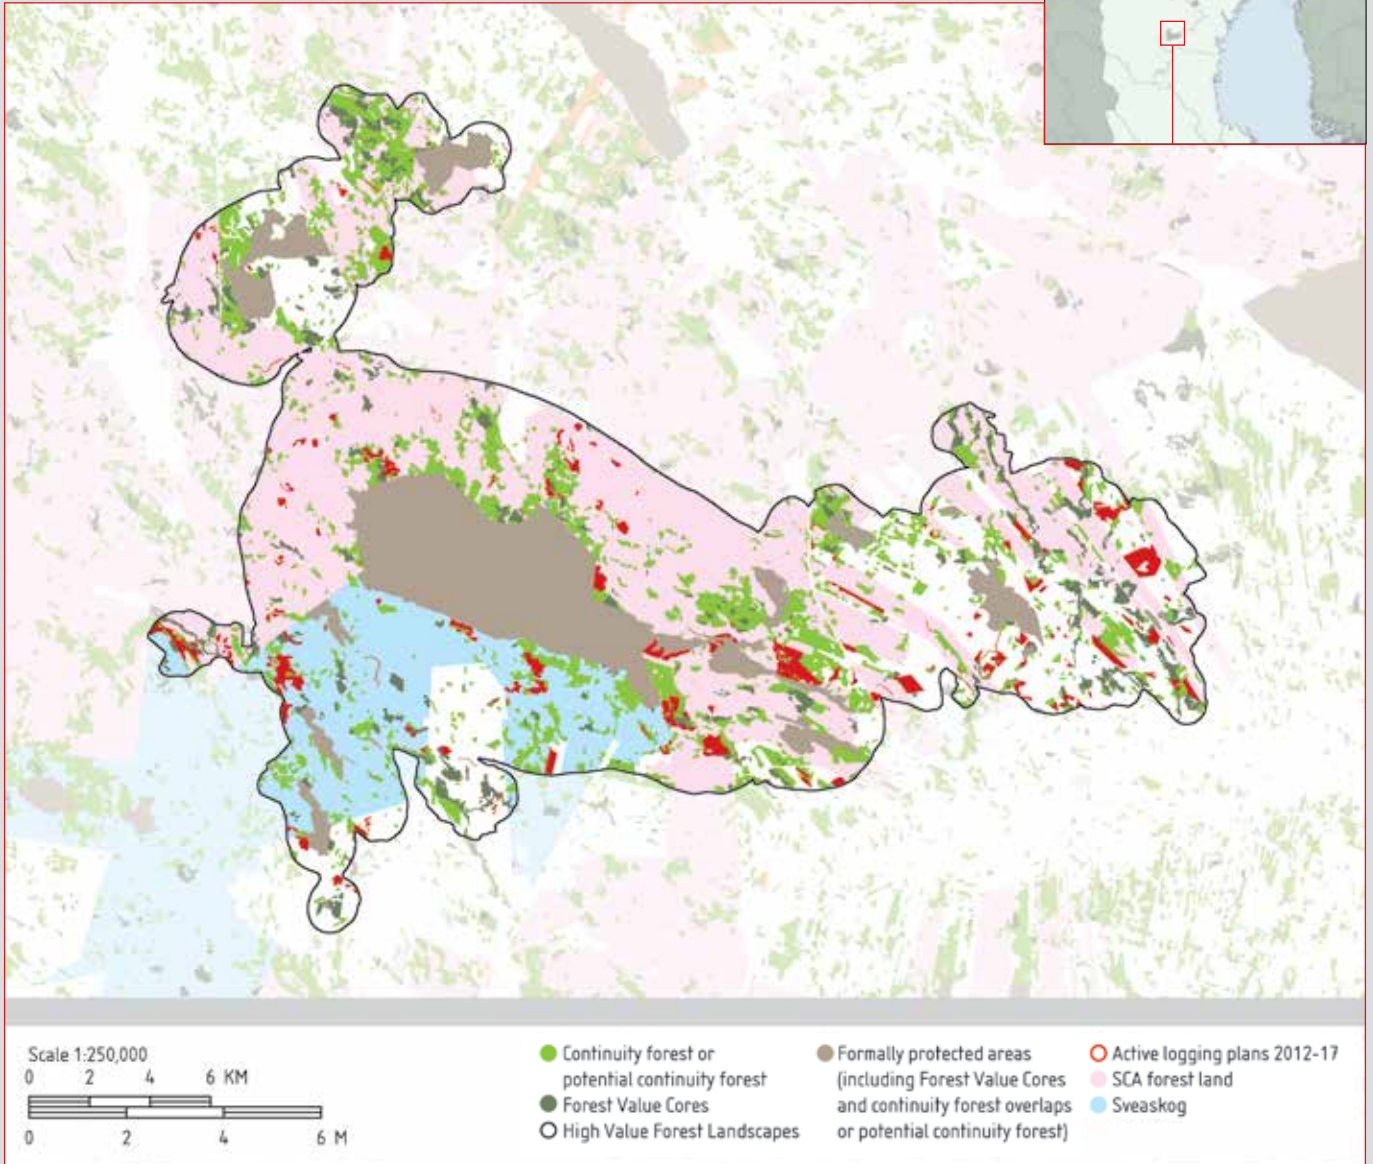 Scale 1:250,000
0 2 4 6 KM
0 2 4 6 M
Continuity forest or
potential continuity forest
Forest Value Cores
High Value Forest Landscapes
Formally protected areas
(including Forest Value Cores
and continuity forest overlaps
or potential continuity forest)
Active logging plans 2012-17
SCA forest land
Sveaskog